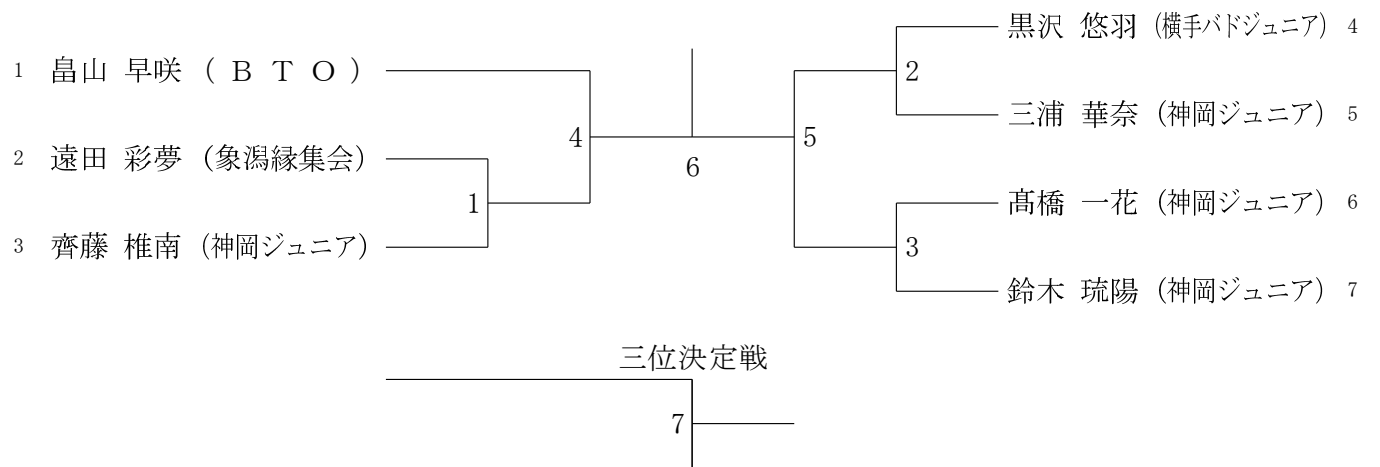 1 畠山 早咲 (ＢＴＯ)
2 遠田 彩夢 (象潟縁集会)
3 齊藤 椎南 (神岡ジュニア)
黒沢 悠羽 (横手バドジュニア) 4
三浦 華奈 (神岡ジュニア) 5
髙橋 一花 (神岡ジュニア) 6
鈴木 琉陽 (神岡ジュニア) 7
1
4
6
5
2
3
三位決定戦
7